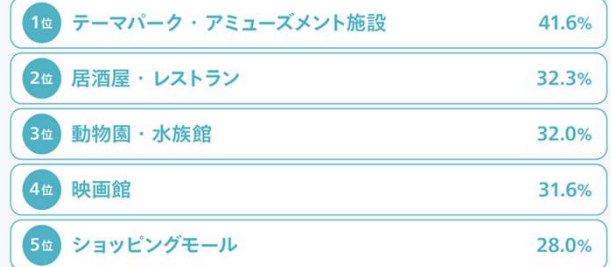 1位 テーマパーク・アミューズメント施設 41.6%
2位 居酒屋・レストラン 32.3%
3位 動物園・水族館 32.0%
4位 映画館 31.6%
5位 ショッピングモール 28.0%